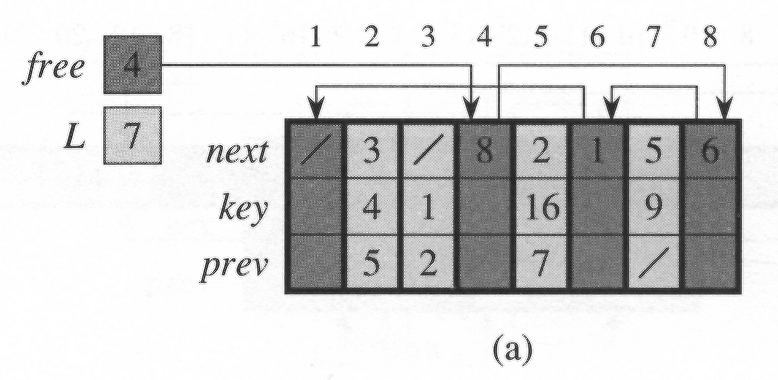 1 2 3 4 5 6 7 8
free 4
L 7
next / 3 / 8 2 1 5 6
key 4 1 16 9
prev 5 2 7 /
(a)